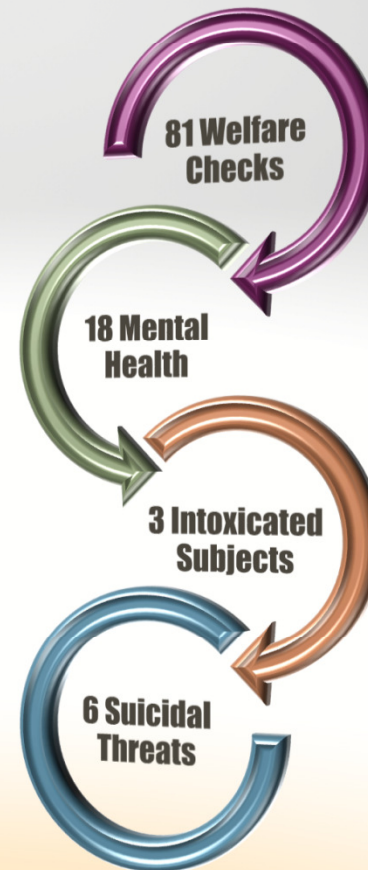 81 Welfare
Checks
18 Mental
Health
3 Intoxicated
Subjects
6 Suicidal
Threats